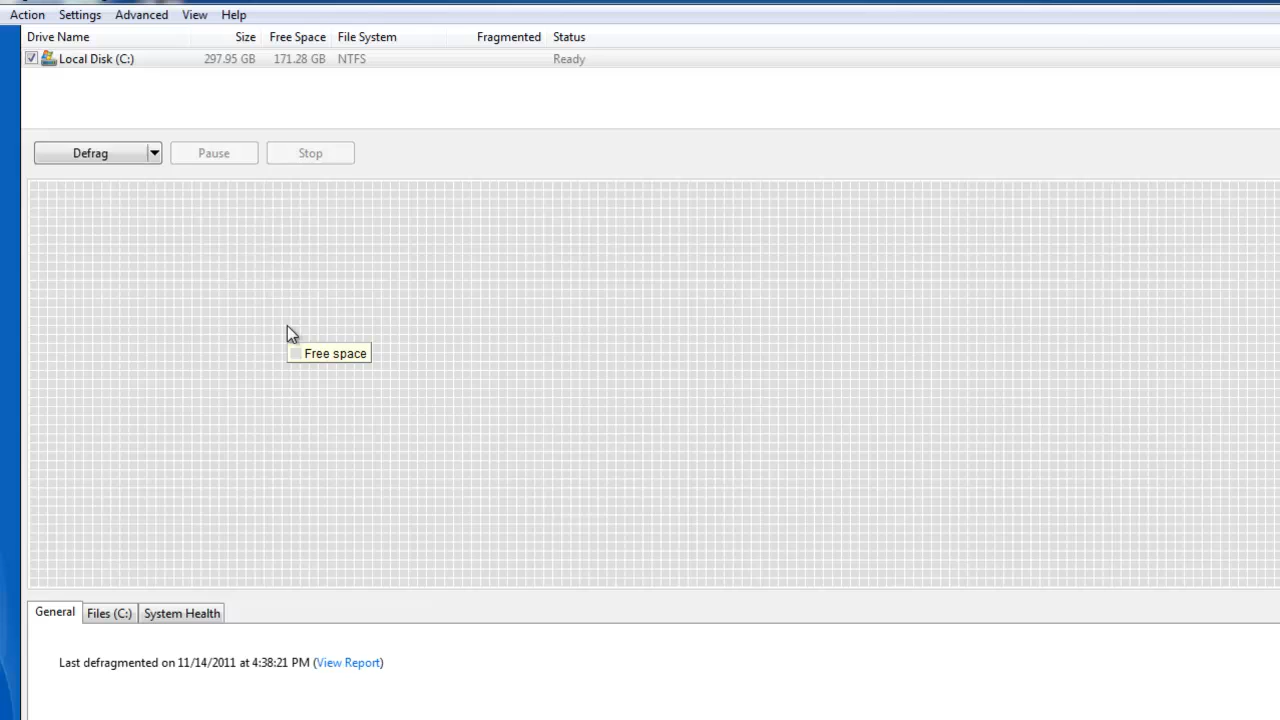 Action Settings Advanced View Help
Drive Name Size Free Space File System Fragmented Status
Local Disk (C:) 297.95 GB 171.28 GB NTFS Ready
Defrag Pause Stop
Free space
General Files (C:) System Health
Last defragmented on 11/14/2011 at 4:38:21 PM (View Report)